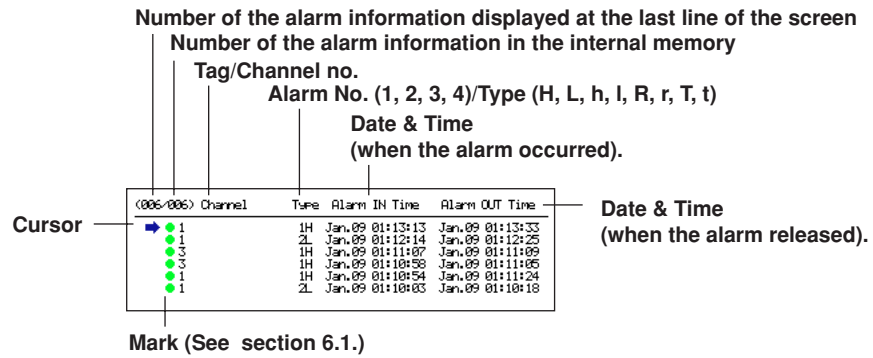 Number of the alarm information displayed at the last line of the screen
Number of the alarm information in the internal memory
Tag/Channel no.
Alarm No. (1, 2, 3, 4)/Type (H, L, h, l, R, r, T, t)
Date & Time
(when the alarm occurred).
(006/006) Channel Type Alarm IN Time Alarm OUT Time
Cursor
Date & Time
(when the alarm released).
1 1H Jan.09 01:13:13 Jan.09 01:13:33
1 2L Jan.09 01:12:14 Jan.09 01:12:25
3 1H Jan.09 01:11:07 Jan.09 01:11:09
3 1H Jan.09 01:10:58 Jan.09 01:11:05
1 1H Jan.09 01:10:54 Jan.09 01:11:24
1 2L Jan.09 01:10:03 Jan.09 01:10:18
Mark (See section 6.1.)